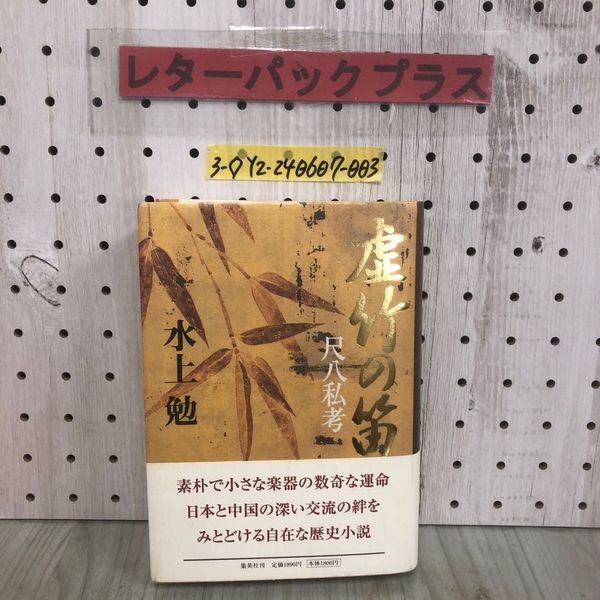 レターパックプラス
3-◇Y2-240607-003
虚竹の笛
尺八私考
水上勉
素朴で小さな楽器の数奇な運命
日本と中国の深い交流の絆を
みとどける自在な歴史小説
集英社刊 定価1890円 本体1800円